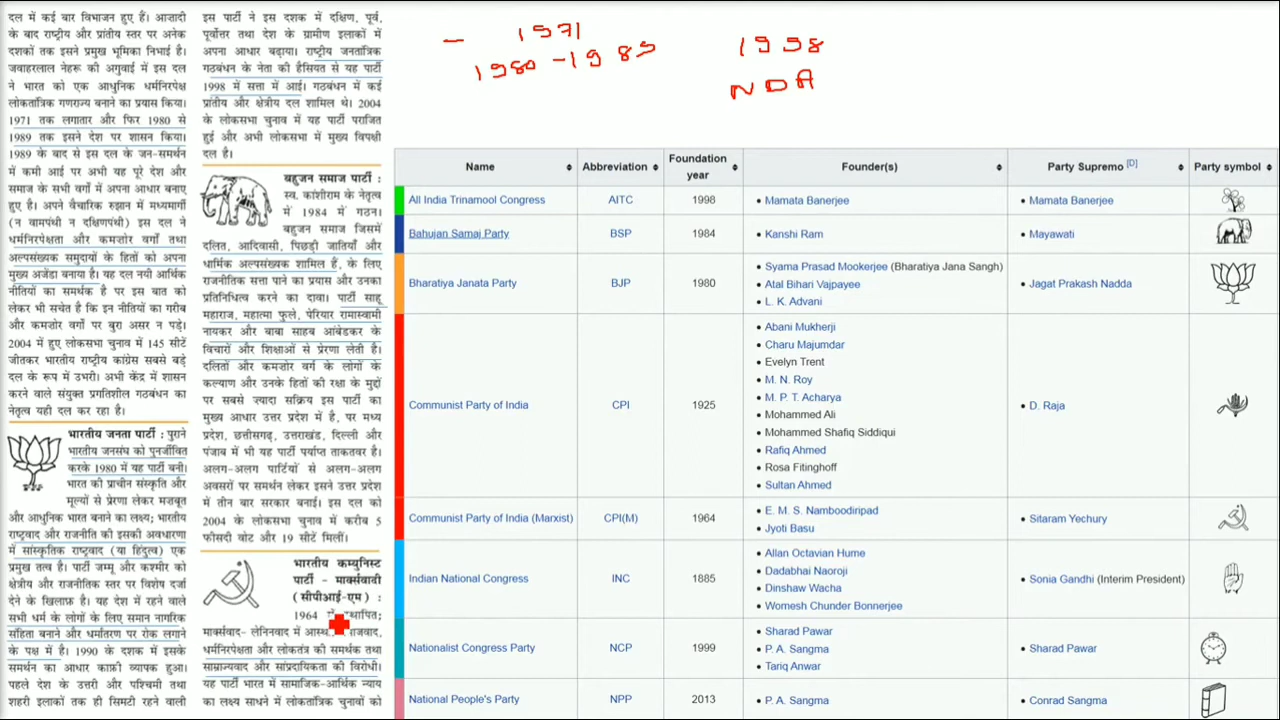 दल में कई बार विभाजन हुए हैं। आज़ादी
के बाद राष्ट्रीय और प्रांतीय स्तर पर अनेक
दशकों तक इसने प्रमुख भूमिका निभाई है।
जवाहरलाल नेहरू की अगुवाई में इस दल
ने भारत को एक आधुनिक धर्मनिरपेक्ष
लोकतांत्रिक गणराज्य बनाने का प्रयास किया।
1971 तक लगातार और फिर 1980 से
1989 तक इसने देश पर शासन किया।
1989 के बाद से इस दल के जन-समर्थन
में कमी आई पर अभी यह पूरे देश और
समाज के सभी वर्गों में अपना आधार बनाए
हुए है। अपने वैचारिक रुझान में मध्यमार्गी
(न वामपंथी न दक्षिणपंथी) इस दल ने
धर्मनिरपेक्षता और कमज़ोर वर्गों तथा
अल्पसंख्यक समुदायों के हितों को अपना
मुख्य अजेंडा बनाया है। यह दल नयी आर्थिक
नीतियों का समर्थक है पर इस बात को
लेकर भी सचेत है कि इन नीतियों का गरीब
और कमज़ोर वर्गों पर बुरा असर न पड़े।
2004 में हुए लोकसभा चुनाव में 145 सीटें
जीतकर भारतीय राष्ट्रीय कांग्रेस सबसे बड़े
दल के रूप में उभरी। अभी केंद्र में शासन
करने वाले संयुक्त प्रगतिशील गठबंधन का
नेतृत्व यही दल कर रहा है।
भारतीय जनता पार्टी : पुराने
भारतीय जनसंघ को पुनर्जीवित
करके 1980 में यह पार्टी बनी।
भारत की प्राचीन संस्कृति और
मूल्यों से प्रेरणा लेकर मज़बूत
और आधुनिक भारत बनाने का लक्ष्य; भारतीय
राष्ट्रवाद और राजनीति की इसकी अवधारणा
में सांस्कृतिक राष्ट्रवाद (या हिंदुत्व) एक
प्रमुख तत्व है। पार्टी जम्मू और कश्मीर को
क्षेत्रीय और राजनीतिक स्तर पर विशेष दर्जा
देने के खिलाफ़ है। यह देश में रहने वाले
सभी धर्म के लोगों के लिए समान नागरिक
संहिता बनाने और धर्मांतरण पर रोक लगाने
के पक्ष में है। 1990 के दशक में इसके
समर्थन का आधार काफ़ी व्यापक हुआ।
पहले देश के उत्तरी और पश्चिमी तथा
शहरी इलाकों तक ही सिमटी रहने वाली
इस पार्टी ने इस दशक में दक्षिण, पूर्व,
पूर्वोत्तर तथा देश के ग्रामीण इलाकों में
अपना आधार बढ़ाया। राष्ट्रीय जनतांत्रिक
गठबंधन के नेता की हैसियत से यह पार्टी
1998 में सत्ता में आई। गठबंधन में कई
प्रांतीय और क्षेत्रीय दल शामिल थे। 2004
के लोकसभा चुनाव में यह पार्टी पराजित
हुई और अभी लोकसभा में मुख्य विपक्षी
दल है।
बहुजन समाज पार्टी :
स्व. कांशीराम के नेतृत्व
में 1984 में गठन।
बहुजन समाज जिसमें
दलित, आदिवासी, पिछड़ी जातियाँ और
धार्मिक अल्पसंख्यक शामिल हैं, के लिए
राजनीतिक सत्ता पाने का प्रयास और उनका
प्रतिनिधित्व करने का दावा। पार्टी साहू
महाराज, महात्मा फुले, पेरियार रामास्वामी
नायकर और बाबा साहब आंबेडकर के
विचारों और शिक्षाओं से प्रेरणा लेती है।
दलितों और कमज़ोर वर्ग के लोगों के
कल्याण और उनके हितों की रक्षा के मुद्दों
पर सबसे ज्यादा सक्रिय इस पार्टी का
मुख्य आधार उत्तर प्रदेश में है, पर मध्य
प्रदेश, छत्तीसगढ़, उत्तराखंड, दिल्ली और
पंजाब में भी यह पार्टी पर्याप्त ताकतवर है।
अलग-अलग पार्टियों से अलग-अलग
अवसरों पर समर्थन लेकर इसने उत्तर प्रदेश
में तीन बार सरकार बनाई। इस दल को
2004 के लोकसभा चुनाव में करीब 5
फीसदी वोट और 19 सीटें मिलीं।
भारतीय कम्युनिस्ट
पार्टी - मार्क्सवादी
(सीपीआई-एम) :
1964
मार्क्सवाद- लेनिनवाद में
धर्मनिरपेक्षता और लोकतंत्र की समर्थक तथा
साम्राज्यवाद और सांप्रदायिकता की विरोधी।
यह पार्टी भारत में सामाजिक-आर्थिक न्याय
का लक्ष्य साधने में लोकतांत्रिक चुनावों को
- 1971
1980 -1989
1998
NDA
Name Abbreviation Foundation year Founder(s) Party Supremo [D] Party symbol
All India Trinamool Congress AITC 1998 • Mamata Banerjee • Mamata Banerjee
Bahujan Samaj Party BSP 1984 • Kanshi Ram • Mayawati
• Syama Prasad Mookerjee (Bharatiya Jana Sangh)
Bharatiya Janata Party BJP 1980 • Atal Bihari Vajpayee • Jagat Prakash Nadda
• L. K. Advani
• Abani Mukherji
• Charu Majumdar
• Evelyn Trent
• M. N. Roy
• M. P. T. Acharya
Communist Party of India CPI 1925 • D. Raja
• Mohammed Ali
• Mohammed Shafiq Siddiqui
• Rafiq Ahmed
• Rosa Fitinghoff
• Sultan Ahmed
• E. M. S. Namboodiripad
Communist Party of India (Marxist) CPI(M) 1964 • Sitaram Yechury
• Jyoti Basu
• Allan Octavian Hume
• Dadabhai Naoroji
Indian National Congress INC 1885 • Sonia Gandhi (Interim President)
• Dinshaw Wacha
• Womesh Chunder Bonnerjee
• Sharad Pawar
Nationalist Congress Party NCP 1999 • P. A. Sangma • Sharad Pawar
• Tariq Anwar
National People's Party NPP 2013 • P. A. Sangma • Conrad Sangma